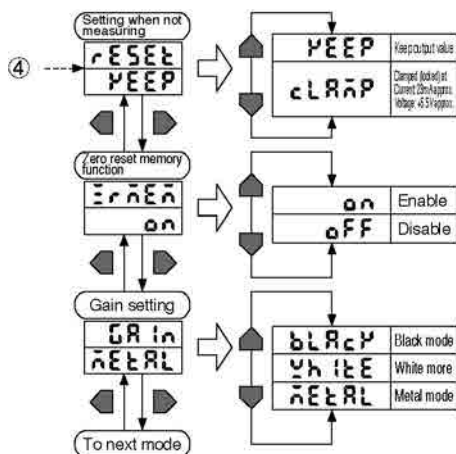 Setting when not
measuring
rESEt
KEEP
④
KEEP
Keep output value
cLAmP
Clamped (locked) at
Current: 23mA approx.
Voltage: +5.5 V approx.
Zero reset memory
function
ZrmEm
on
on
Enable
oFF
Disable
Gain setting
GAIn
mEtAL
bLAcK
Black mode
WhItE
White more
mEtAL
Metal mode
To next mode